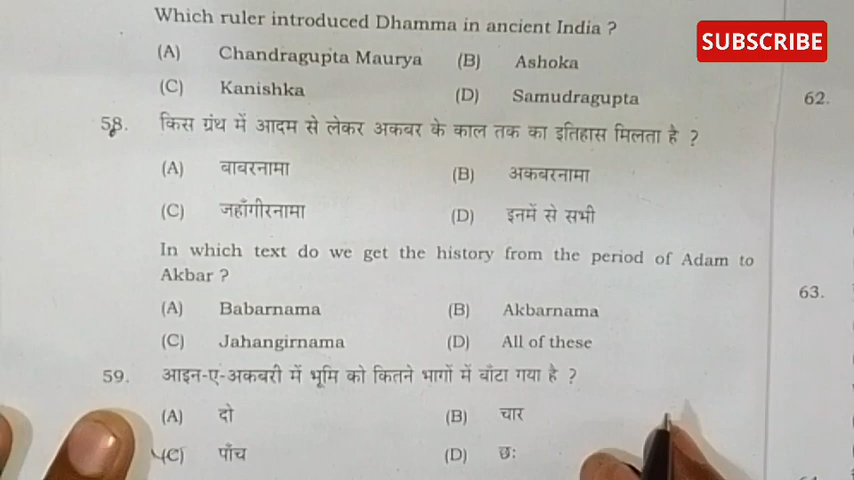 Which ruler introduced Dhamma in ancient India ?
SUBSCRIBE
(A) Chandragupta Maurya (B) Ashoka
(C) Kanishka (D) Samudragupta
62.
58. किस ग्रंथ में आदम से लेकर अकबर के काल तक का इतिहास मिलता है ?
(A) बाबरनामा (B) अकबरनामा
(C) जहाँगीरनामा (D) इनमें से सभी
In which text do we get the history from the period of Adam to
Akbar ?
63.
(A) Babarnama (B) Akbarnama
(C) Jahangirnama (D) All of these
59. आइन-ए-अकबरी में भूमि को कितने भागों में बाँटा गया है ?
(A) दो (B) चार
(C) पाँच (D) छः